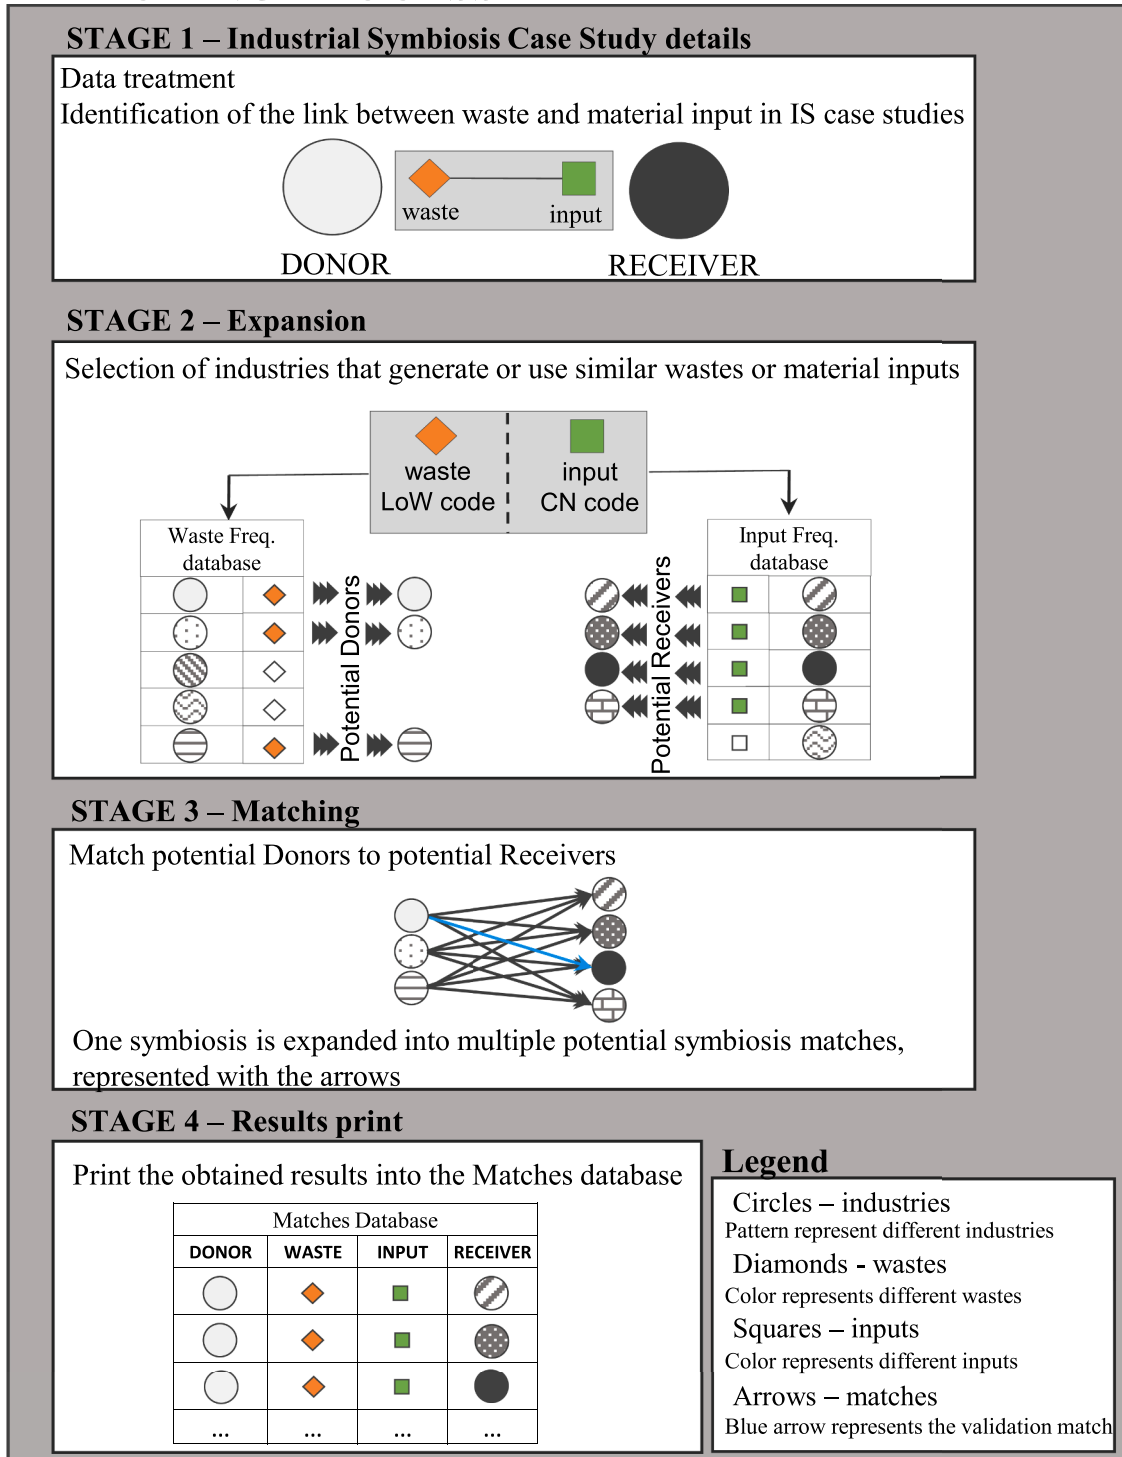 STAGE 1 – Industrial Symbiosis Case Study details
Data treatment
Identification of the link between waste and material input in IS case studies
waste
input
DONOR
RECEIVER
STAGE 2 – Expansion
Selection of industries that generate or use similar wastes or material inputs
waste
LoW code
input
CN code
Waste Freq.
database
Potential Donors
Potential Receivers
Input Freq.
database
STAGE 3 – Matching
Match potential Donors to potential Receivers
One symbiosis is expanded into multiple potential symbiosis matches,
represented with the arrows
STAGE 4 – Results print
Print the obtained results into the Matches database
Matches Database
DONOR WASTE INPUT RECEIVER
... ... ... ...
Legend
Circles – industries
Pattern represent different industries
Diamonds - wastes
Color represents different wastes
Squares – inputs
Color represents different inputs
Arrows – matches
Blue arrow represents the validation match